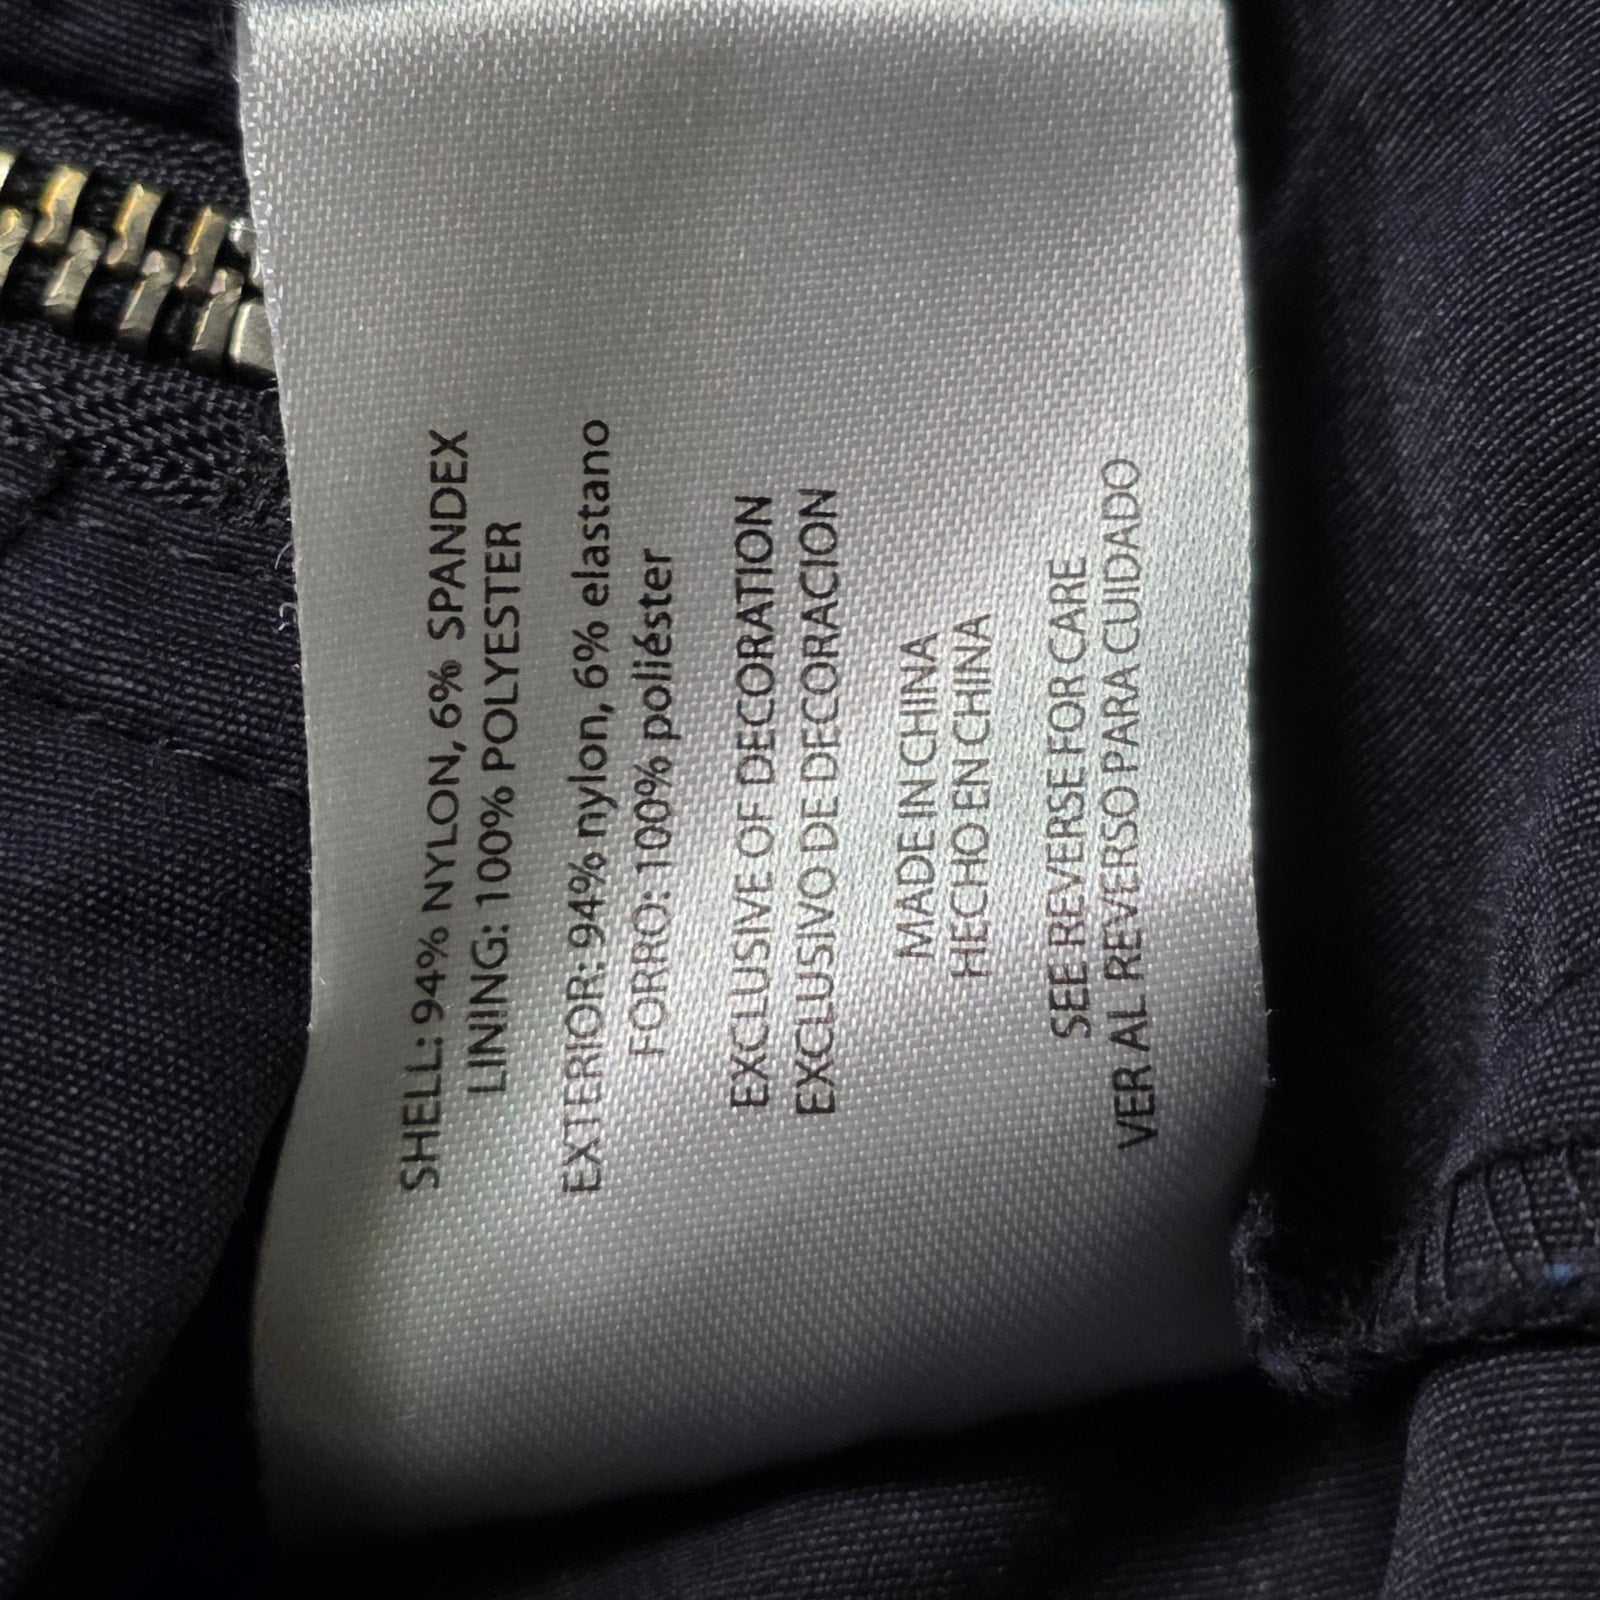 SHELL: 94% NYLON, 6% SPANDEX
LINING: 100% POLYESTER
EXTERIOR: 94% nylon, 6% elastano
FORRO: 100% poliéster
EXCLUSIVE OF DECORATION
EXCLUSIVO DE DECORACION
MADE IN CHINA
HECHO EN CHINA
SEE REVERSE FOR CARE
VER AL REVERSO PARA CUIDADO